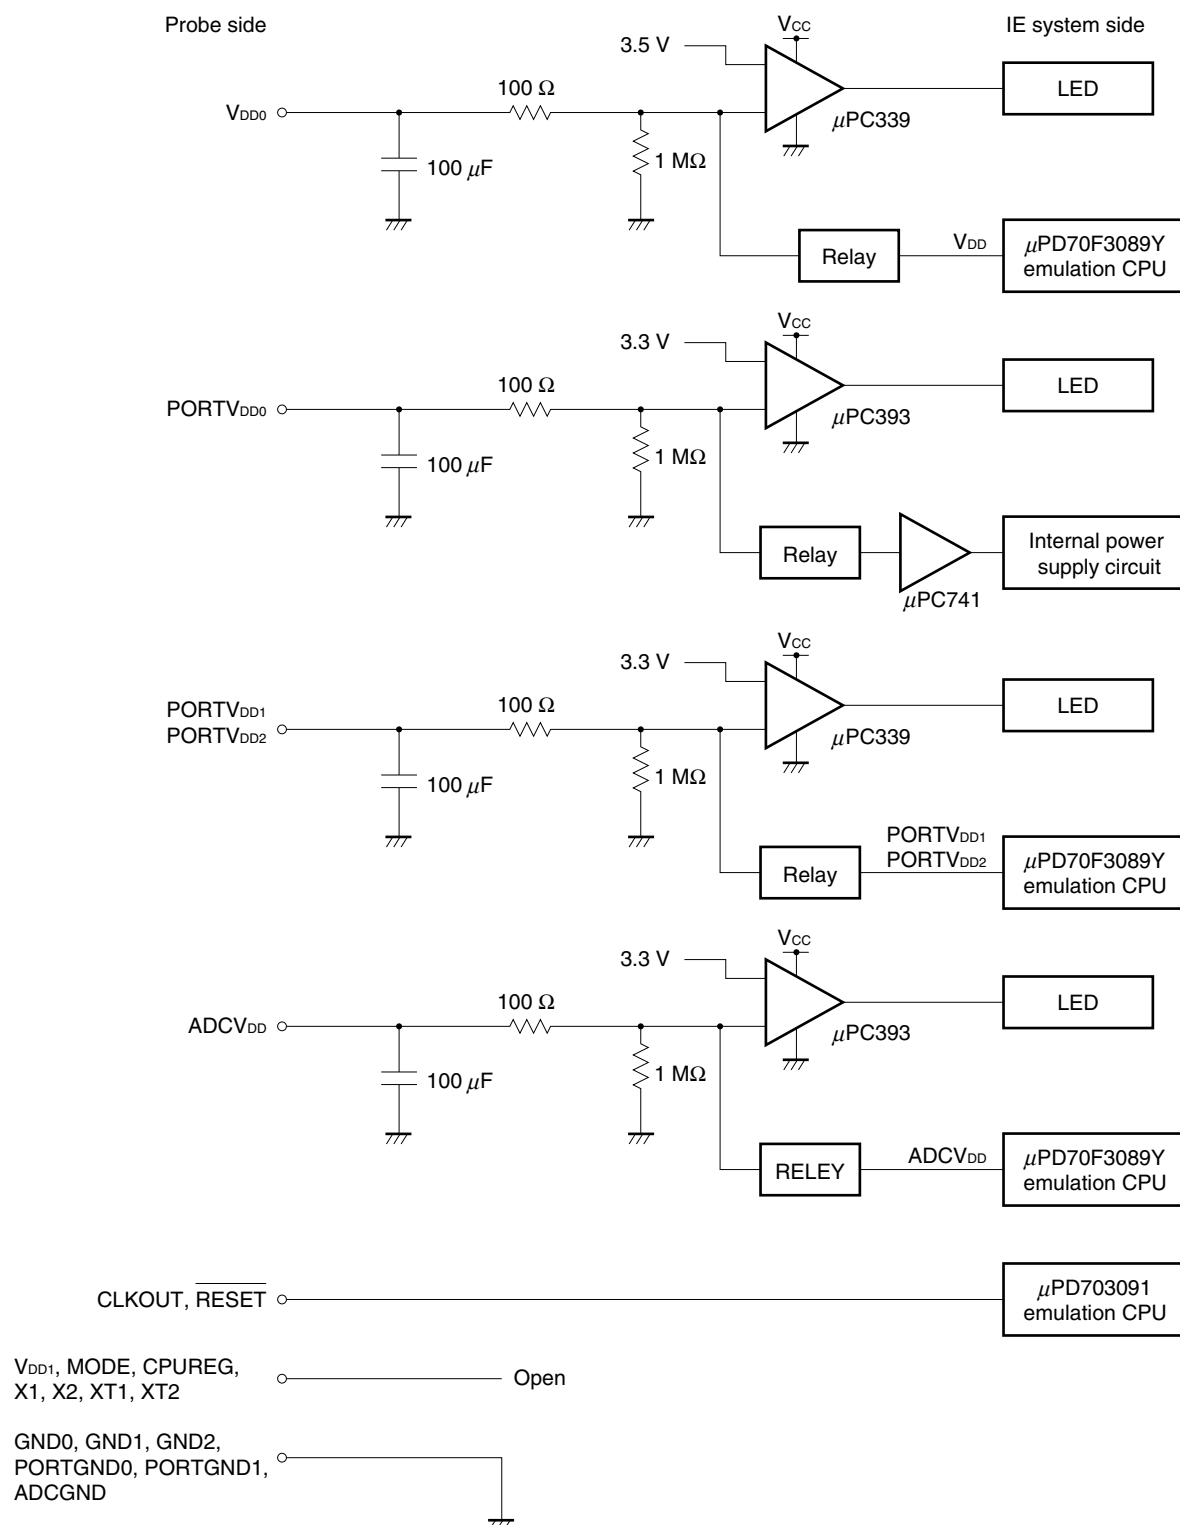 Probe side
IE system side
VCC
3.5 V
LED
100 Ω
VDD0
μPC339
100 μF
1 MΩ
Relay
VDD
μPD70F3089Y
emulation CPU
VCC
3.3 V
LED
100 Ω
PORTVDD0
μPC393
100 μF
1 MΩ
Relay
μPC741
Internal power
supply circuit
VCC
3.3 V
LED
100 Ω
PORTVDD1
PORTVDD2
μPC339
100 μF
1 MΩ
Relay
PORTVDD1
PORTVDD2
μPD70F3089Y
emulation CPU
VCC
3.3 V
LED
100 Ω
ADCVDD
μPC393
100 μF
1 MΩ
RELEY
ADCVDD
μPD70F3089Y
emulation CPU
CLKOUT, RESET
μPD703091
emulation CPU
VDD1, MODE, CPUREG,
X1, X2, XT1, XT2
Open
GND0, GND1, GND2,
PORTGND0, PORTGND1,
ADCGND